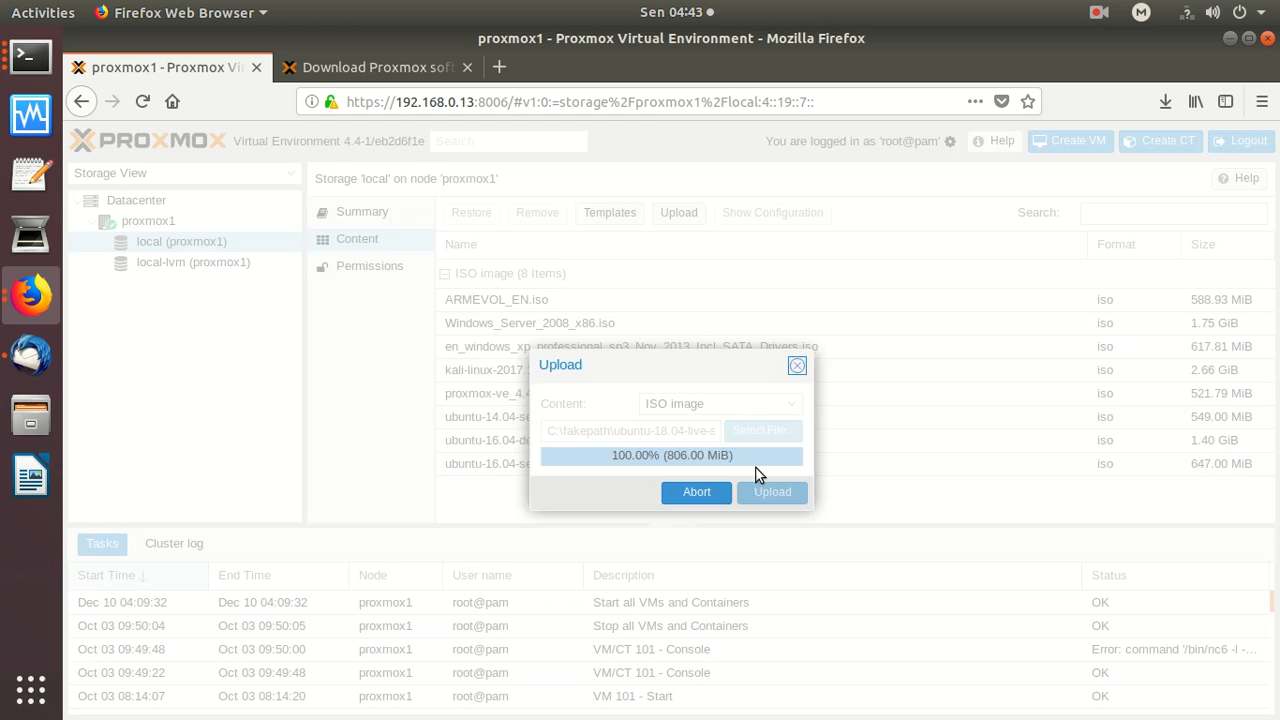 Activities Firefox Web Browser Sen 04:43
proxmox1 - Proxmox Virtual Environment - Mozilla Firefox
proxmox1 - Proxmox Vir Download Proxmox soft
https://192.168.0.13:8006/#v1:0:=storage%2Fproxmox1%2Flocal:4::19::7::
PROXMOX Virtual Environment 4.4-1/eb2d6f1e Search You are logged in as 'root@pam' Help Create VM Create CT Logout
Storage View Storage 'local' on node 'proxmox1' Help
Datacenter
proxmox1
local (proxmox1)
local-lvm (proxmox1)
Summary
Content
Permissions
Restore Remove Templates Upload Show Configuration Search:
Name Format Size
ISO image (8 Items)
ARMEVOL_EN.iso iso 588.93 MiB
Windows_Server_2008_x86.iso iso 1.75 GiB
en_windows_xp_professional_sp3_Nov_2013_Incl_SATA_Drivers.iso iso 617.81 MiB
kali-linux-2017. iso 2.66 GiB
proxmox-ve_4.4 iso 521.79 MiB
ubuntu-14.04-se iso 549.00 MiB
ubuntu-16.04-de iso 1.40 GiB
ubuntu-16.04-se iso 647.00 MiB
Upload
Content: ISO image
C:\fakepath\ubuntu-18.04-live-s Select File...
100.00% (806.00 MiB)
Abort Upload
Tasks Cluster log
Start Time End Time Node User name Description Status
Dec 10 04:09:32 Dec 10 04:09:32 proxmox1 root@pam Start all VMs and Containers OK
Oct 03 09:50:04 Oct 03 09:50:05 proxmox1 root@pam Stop all VMs and Containers OK
Oct 03 09:49:48 Oct 03 09:50:00 proxmox1 root@pam VM/CT 101 - Console Error: command '/bin/nc6 -l -...
Oct 03 09:49:22 Oct 03 09:49:48 proxmox1 root@pam VM/CT 101 - Console OK
Oct 03 08:14:07 Oct 03 08:14:20 proxmox1 root@pam VM 101 - Start OK